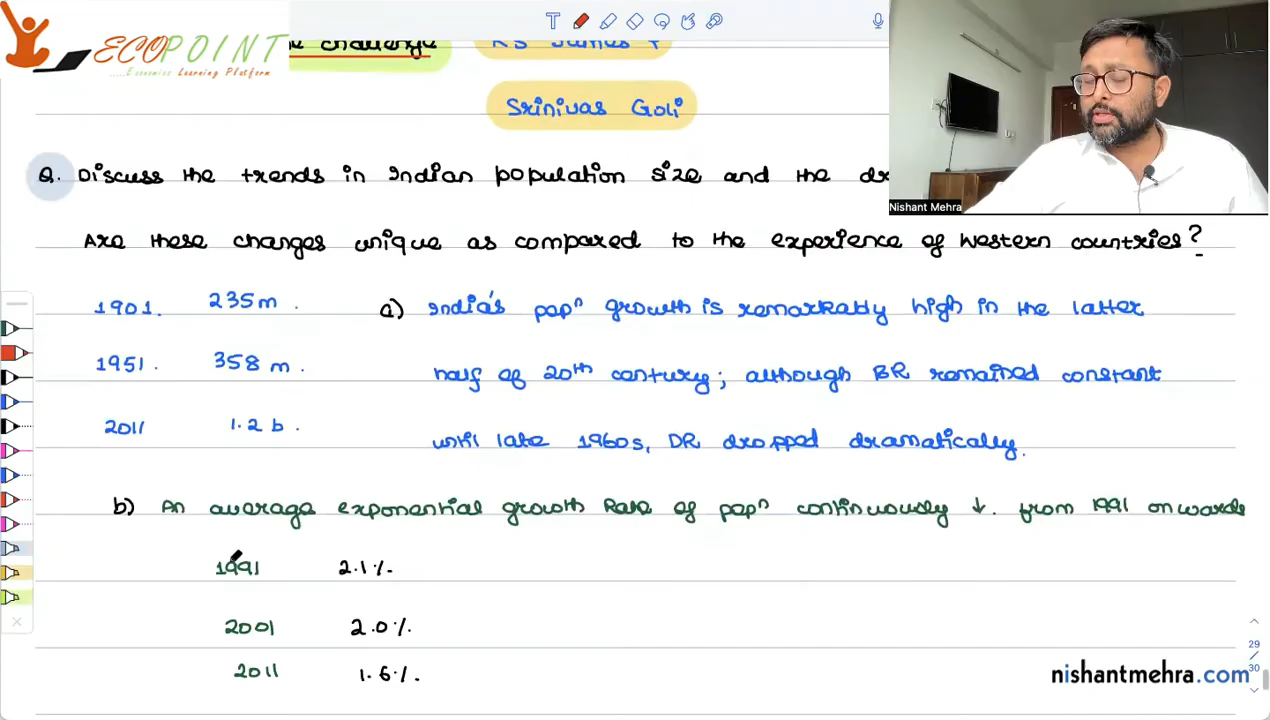 ECOPOINT
....Economics Learning Platform
challenge
RS James &
Srinivas Goli
Q. Discuss the trends in Indian population size and the
Are these changes unique as compared to the experience of western countries?
1901. 235m.
1951. 358m.
2011 1.2 b.
a) India's popⁿ growth is remarkably high in the latter
half of 20th century; although BR remained constant
until late 1960s, DR dropped dramatically.
b) An average exponential growth Rate of popⁿ continuously ↓. from 1991 onwards
1991 2.1%.
2001 2.0%.
2011 1.6%.
Nishant Mehra
29
/
30
nishantmehra.com